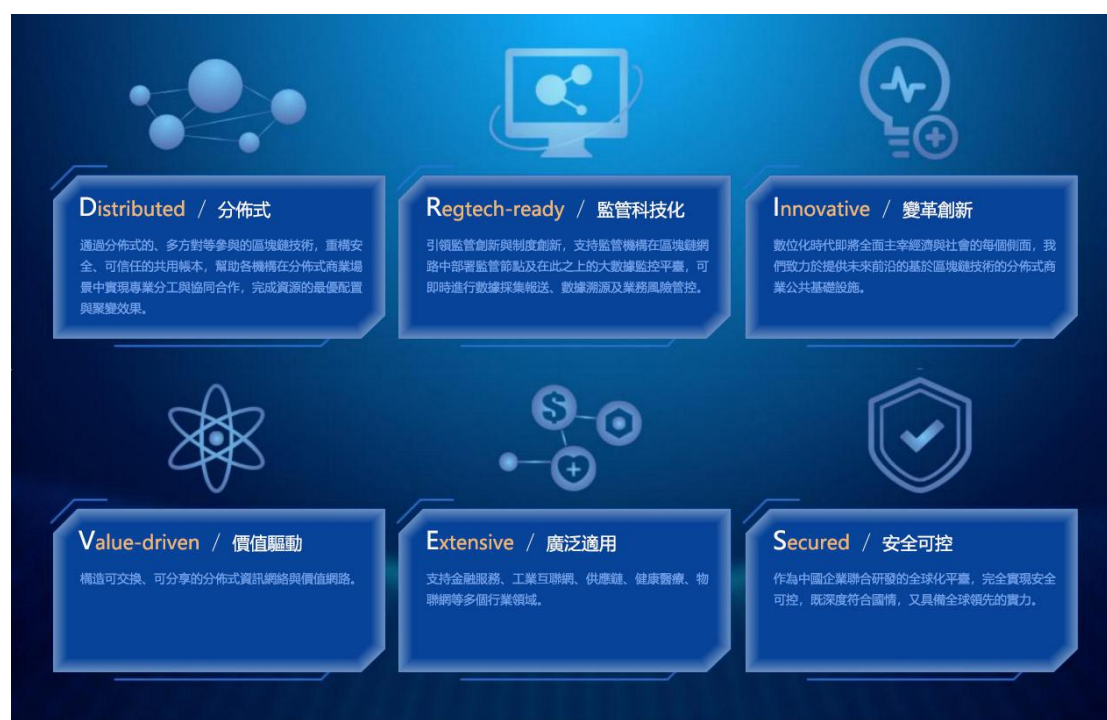 Distributed / 分佈式
通過分佈式的、多方對等參與的區塊鏈技術，重構安
全、可信任的共用帳本，幫助各機構在分佈式商業場
景中實現專業分工與協同合作，完成資源的最優配置
與聚變效果。
Regtech-ready / 監管科技化
引領監管創新與制度創新，支持監管機構在區塊鏈網
路中部署監管節點及在此之上的大數據監控平臺，可
即時進行數據採集報送、數據溯源及業務風險管控。
Innovative / 變革創新
數位化時代即將全面主宰經濟與社會的每個側面，我
們致力於提供未來前沿的基於區塊鏈技術的分佈式商
業公共基礎設施。
Value-driven / 價值驅動
構造可交換、可分享的分佈式資訊網絡與價值網路。
Extensive / 廣泛適用
支持金融服務、工業互聯網、供應鏈、健康醫療、物
聯網等多個行業領域。
Secured / 安全可控
作為中國企業聯合研發的全球化平臺，完全實現安全
可控，既深度符合國情，又具備全球領先的實力。